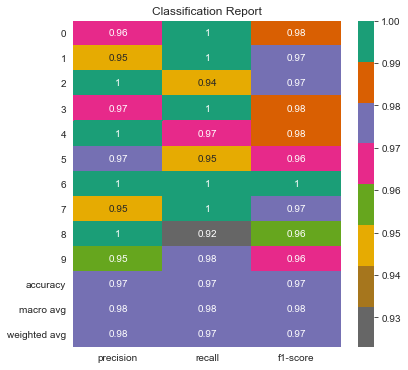 Classification Report
0 0.96 1 0.98
1 0.95 1 0.97
2 1 0.94 0.97
3 0.97 1 0.98
4 1 0.97 0.98
5 0.97 0.95 0.96
6 1 1 1
7 0.95 1 0.97
8 1 0.92 0.96
9 0.95 0.98 0.96
accuracy 0.97 0.97 0.97
macro avg 0.98 0.98 0.97
weighted avg 0.98 0.97 0.97
precision recall f1-score
1.00
0.99
0.98
0.97
0.96
0.95
0.94
0.93